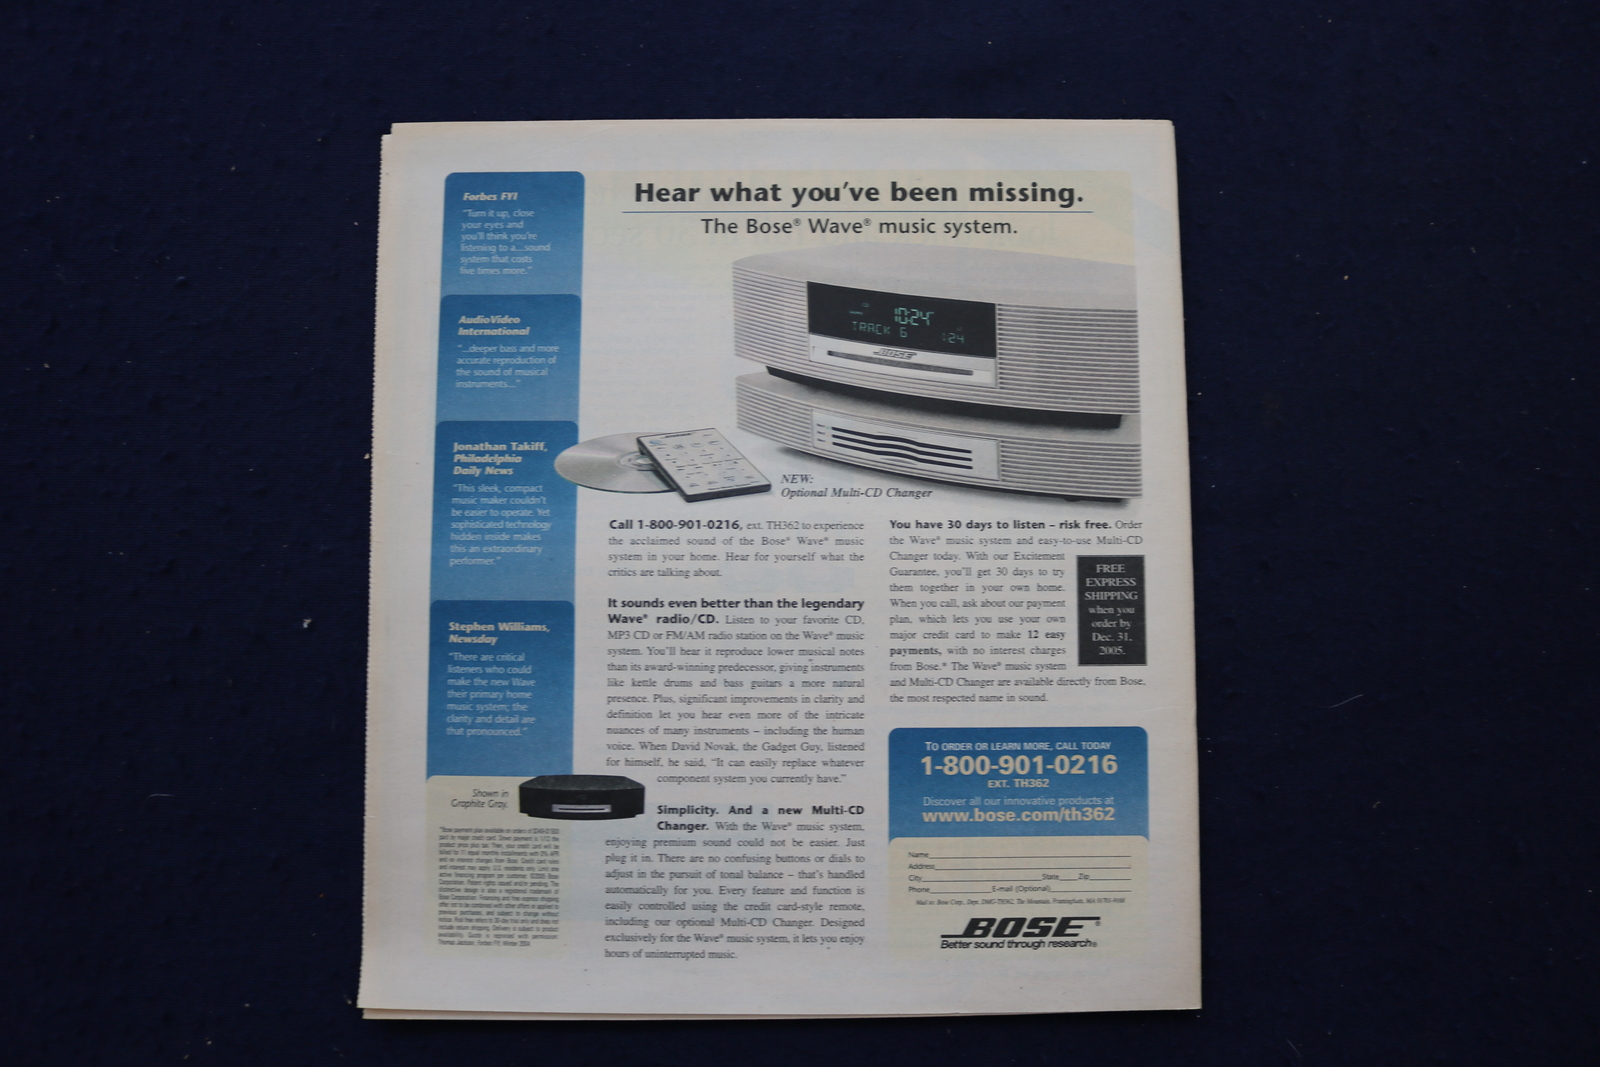 Hear what you've been missing.
The Bose® Wave® music system.
Forbes FYI
"Turn it up, close
your eyes and
you'll think you're
listening to a...sound
system that costs
five times more."
AudioVideo
International
"...deeper bass and more
accurate reproduction of
the sound of musical
instruments..."
Jonathan Takiff,
Philadelphia
Daily News
"This sleek, compact
music maker couldn't
be easier to operate. Yet
sophisticated technology
hidden inside makes
this an extraordinary
performer."
Stephen Williams,
Newsday
"There are critical
listeners who could
make the new Wave
their primary home
music system; the
clarity and detail are
that pronounced."
Shown in
Graphite Gray.
10:24
TRACK 6 1:24
BOSE
NEW:
Optional Multi-CD Changer
Call 1-800-901-0216, ext. TH362 to experience
the acclaimed sound of the Bose® Wave® music
system in your home. Hear for yourself what the
critics are talking about.
It sounds even better than the legendary
Wave® radio/CD. Listen to your favorite CD,
MP3 CD or FM/AM radio station on the Wave® music
system. You'll hear it reproduce lower musical notes
than its award-winning predecessor, giving instruments
like kettle drums and bass guitars a more natural
presence. Plus, significant improvements in clarity and
definition let you hear even more of the intricate
nuances of many instruments – including the human
voice. When David Novak, the Gadget Guy, listened
for himself, he said, "It can easily replace whatever
component system you currently have."
Simplicity. And a new Multi-CD
Changer. With the Wave® music system,
enjoying premium sound could not be easier. Just
plug it in. There are no confusing buttons or dials to
adjust in the pursuit of tonal balance – that's handled
automatically for you. Every feature and function is
easily controlled using the credit card-style remote,
including our optional Multi-CD Changer. Designed
exclusively for the Wave® music system, it lets you enjoy
hours of uninterrupted music.
You have 30 days to listen – risk free. Order
the Wave® music system and easy-to-use Multi-CD
Changer today. With our Excitement
Guarantee, you'll get 30 days to try
them together in your own home.
When you call, ask about our payment
plan, which lets you use your own
major credit card to make 12 easy
payments, with no interest charges
from Bose.* The Wave® music system
and Multi-CD Changer are available directly from Bose,
the most respected name in sound.
FREE
EXPRESS
SHIPPING
when you
order by
Dec. 31,
2005.
TO ORDER OR LEARN MORE, CALL TODAY
1-800-901-0216
EXT. TH362
Discover all our innovative products at
www.bose.com/th362
Name
Address
City State Zip
Phone E-mail (Optional)
Mail to: Bose Corp., Dept. DMG-TH362, The Mountain, Framingham, MA 01701-9168
BOSE®
Better sound through research®